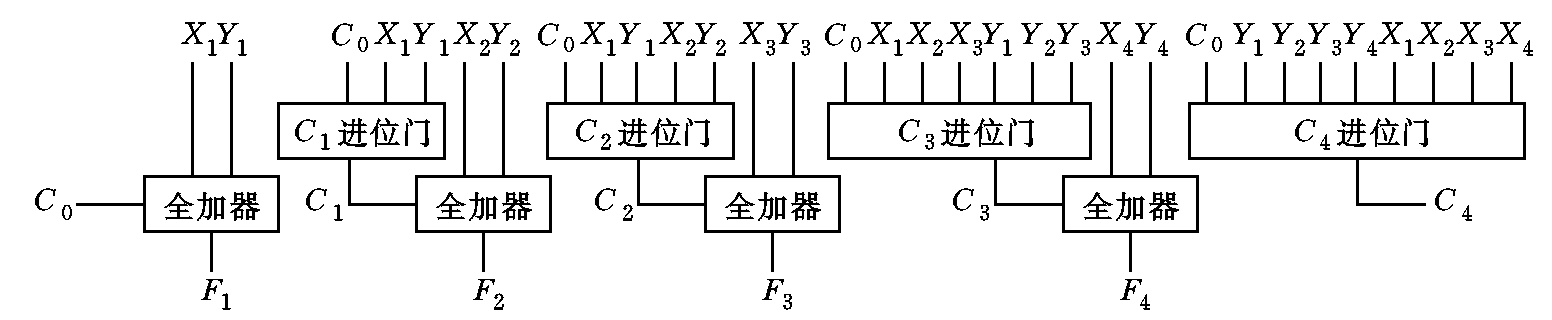 X₁Y₁ C₀X₁Y₁X₂Y₂ C₀X₁Y₁X₂Y₂ X₃Y₃ C₀X₁X₂X₃Y₁Y₂Y₃X₄Y₄ C₀Y₁Y₂Y₃Y₄X₁X₂X₃X₄
C₁进位门 C₂进位门 C₃进位门 C₄进位门
C₀ 全加器 C₁ 全加器 C₂ 全加器 C₃ 全加器 C₄
F₁ F₂ F₃ F₄